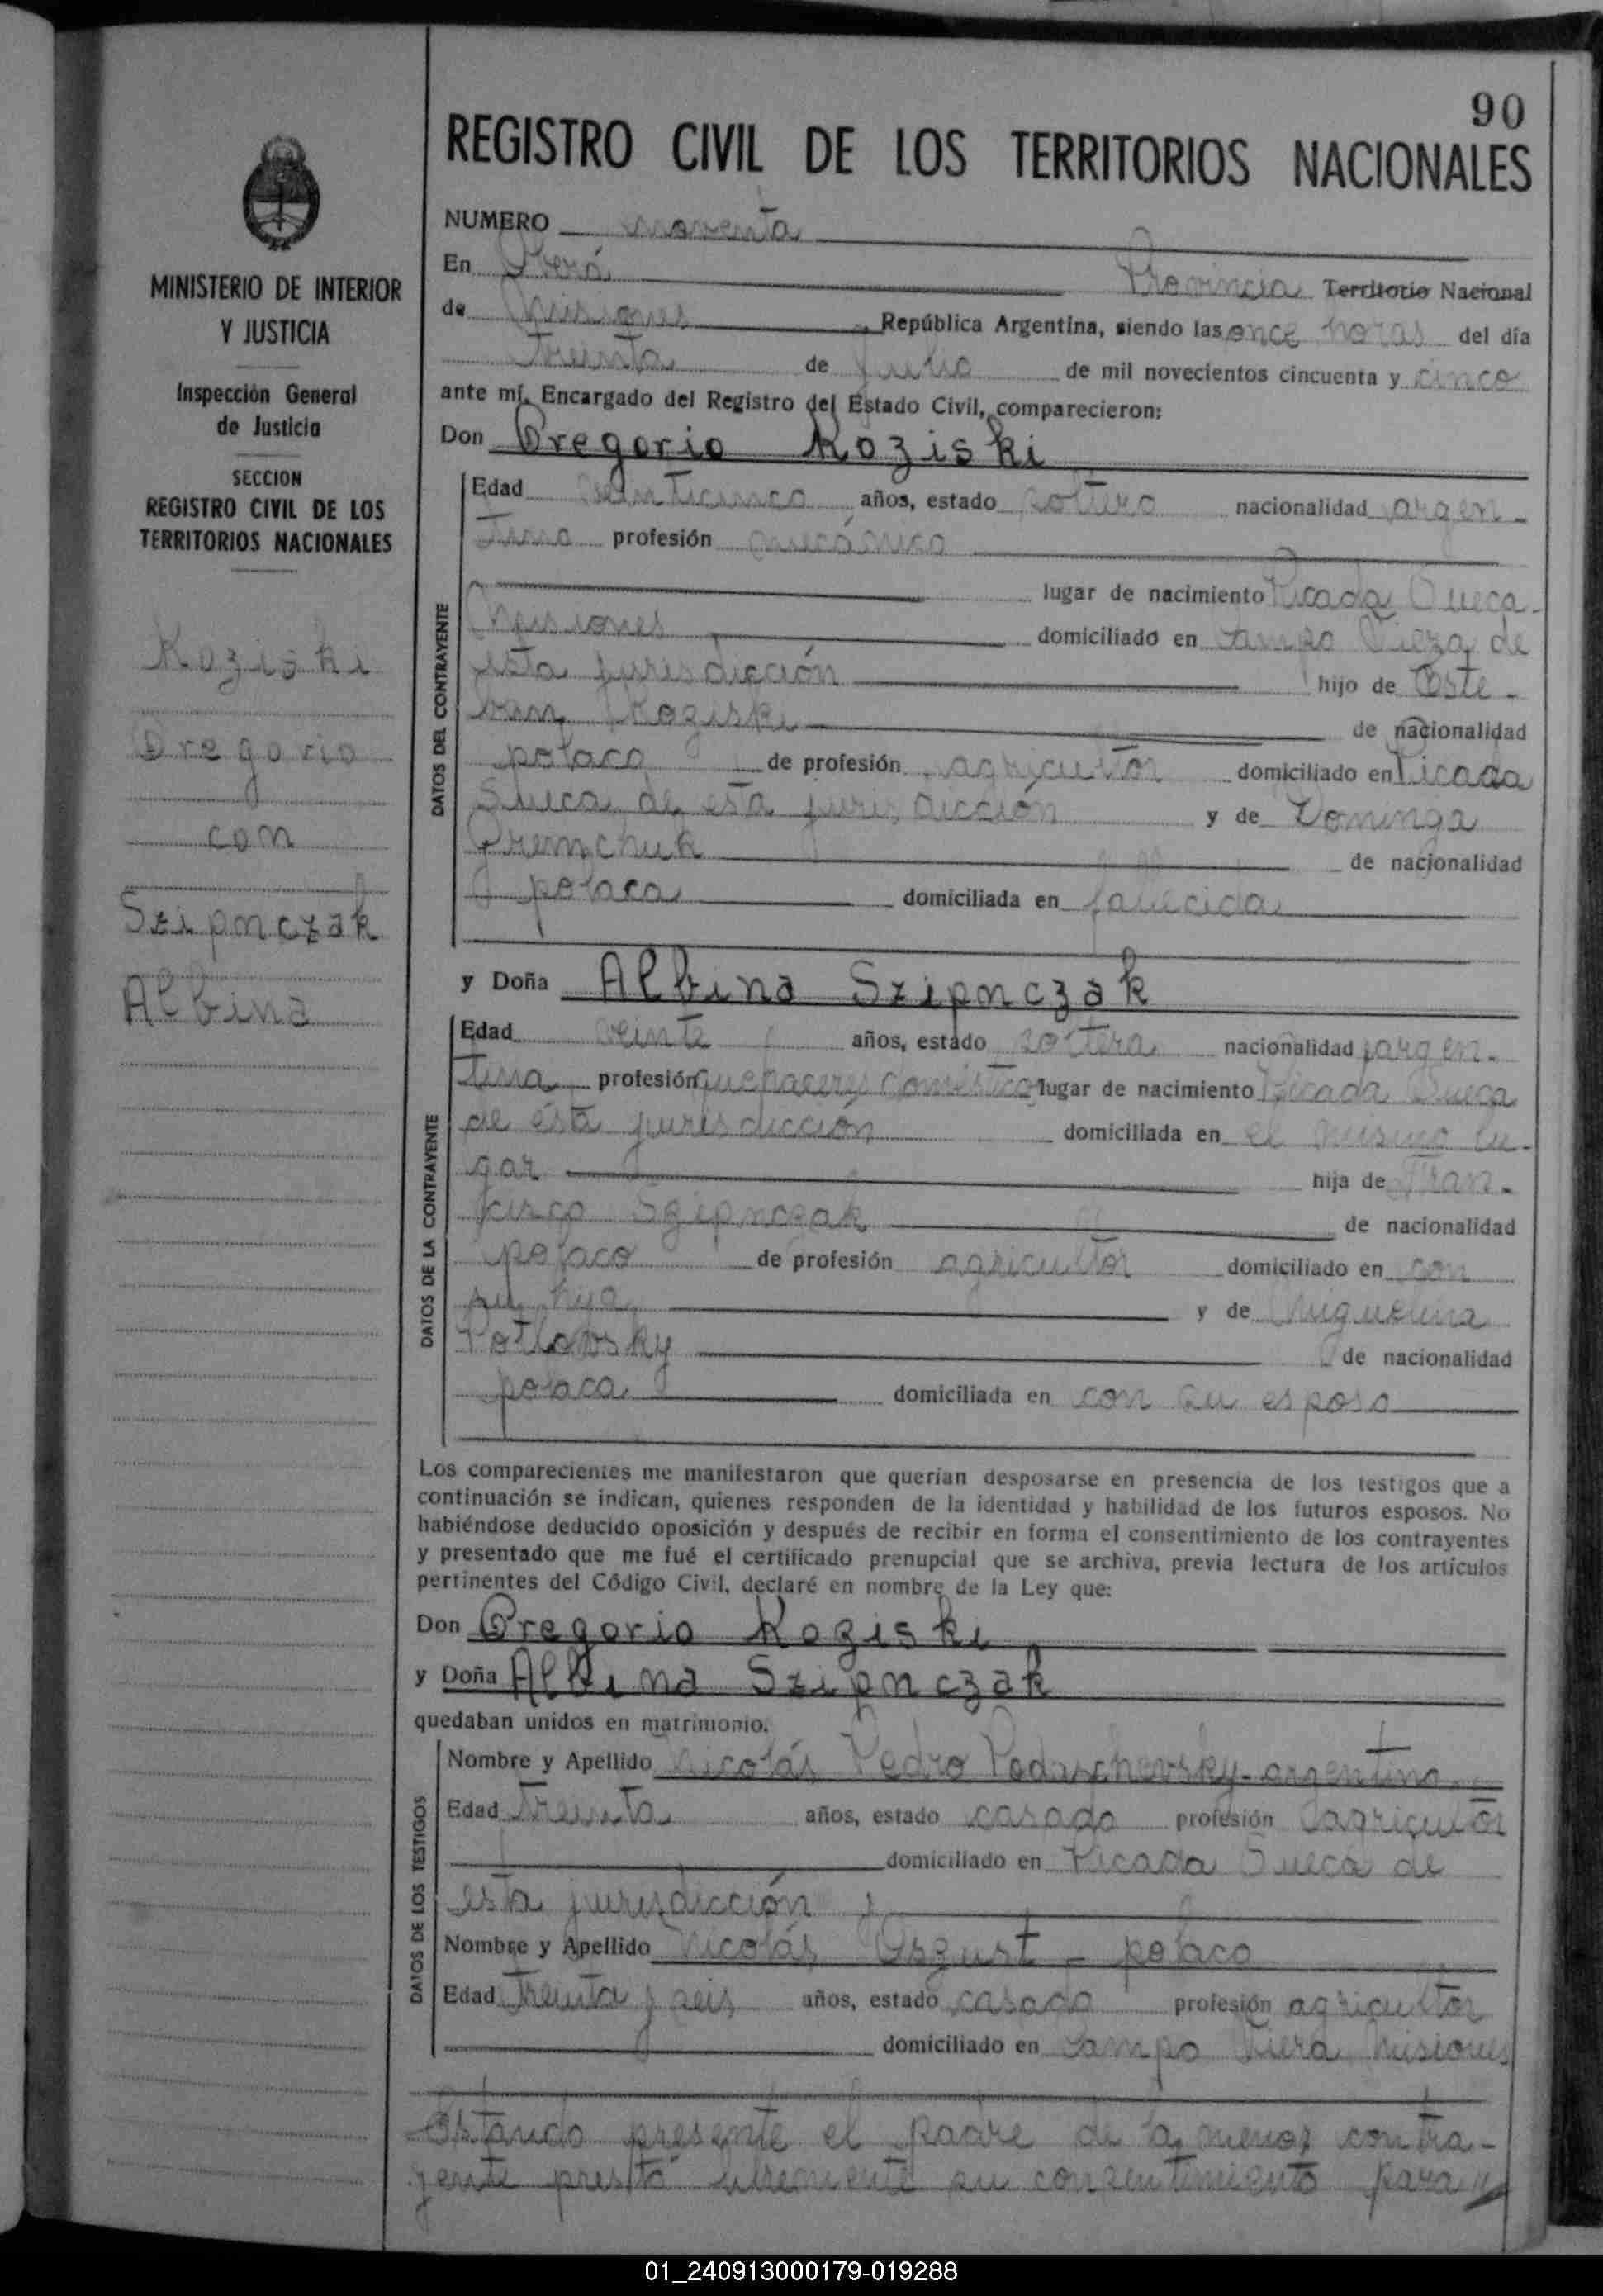 90
REGISTRO CIVIL DE LOS TERRITORIOS NACIONALES
MINISTERIO DE INTERIOR
Y JUSTICIA
Inspección General
de Justicia
SECCION
REGISTRO CIVIL DE LOS
TERRITORIOS NACIONALES
Koziski
Gregorio
con
Szipnczak
Albina
NUMERO noventa
En Oberá Provincia Territorio Nacional
de Misiones, República Argentina, siendo las once horas del día
treinta de Julio de mil novecientos cincuenta y cinco
ante mí, Encargado del Registro del Estado Civil, comparecieron:
Don Gregorio Koziski
DATOS DEL CONTRAYENTE
Edad veinticinco años, estado soltero nacionalidad argen-
tino profesión mecánico
lugar de nacimiento Picada Sueca-
Misiones domiciliado en Campo Viera de
esta jurisdicción hijo de Este-
ban Koziski de nacionalidad
polaco de profesión agricultor domiciliado en Picada
Sueca de esta jurisdicción y de Dominga
de nacionalidad
polaca domiciliada en fallecida
y Doña Albina Szipnczak
DATOS DE LA CONTRAYENTE
Edad veinte años, estado soltera nacionalidad argen-
tina profesión quehaceres domésticos lugar de nacimiento Picada Sueca
de ésta jurisdicción domiciliada en el mismo lu-
gar hija de Fran-
cisco Szipnczak de nacionalidad
polaco de profesión agricultor domiciliado en con
su hija y de Miguelina
de nacionalidad
polaca domiciliada en con su esposo
Los comparecientes me manifestaron que querían desposarse en presencia de los testigos que a
continuación se indican, quienes responden de la identidad y habilidad de los futuros esposos. No
habiéndose deducido oposición y después de recibir en forma el consentimiento de los contrayentes
y presentado que me fué el certificado prenupcial que se archiva, previa lectura de los artículos
pertinentes del Código Civil, declaré en nombre de la Ley que:
Don Gregorio Koziski
y Doña Albina Szipnczak
quedaban unidos en matrimonio.
DATOS DE LOS TESTIGOS
Nombre y Apellido Nicolás Pedro Podaschevsky-argentino
Edad treinta años, estado casado profesión agricultor
domiciliado en Picada Sueca de
esta jurisdicción y
Nombre y Apellido Nicolás Oszust - polaco
Edad treinta y seis años, estado casado profesión agricultor
domiciliado en Campo Viera Misiones
Estando presente el padre de la menor contra-
yente prestó libremente su consentimiento para
01_240913000179-019288